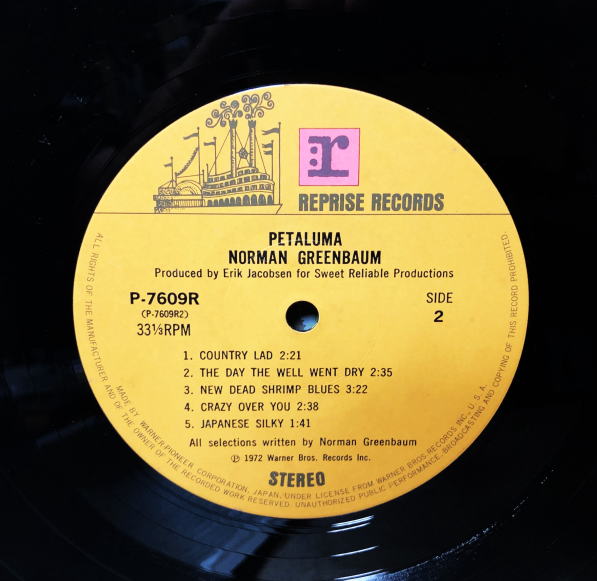 :r
REPRISE RECORDS
PETALUMA
NORMAN GREENBAUM
Produced by Erik Jacobsen for Sweet Reliable Productions
P-7609R
(P-7609R2)
33⅓RPM
SIDE
2
1. COUNTRY LAD 2:21
2. THE DAY THE WELL WENT DRY 2:35
3. NEW DEAD SHRIMP BLUES 3:22
4. CRAZY OVER YOU 2:38
5. JAPANESE SILKY 1:41
All selections written by Norman Greenbaum
Ⓟ 1972 Warner Bros. Records Inc.
STEREO
MADE BY WARNER-PIONEER CORPORATION, JAPAN, UNDER LICENSE FROM WARNER BROS. RECORDS INC., U.S.A.
ALL RIGHTS OF THE MANUFACTURER AND OF THE OWNER OF THE RECORDED WORK RESERVED. UNAUTHORIZED PUBLIC PERFORMANCE, BROADCASTING AND COPYING OF THIS RECORD PROHIBITED